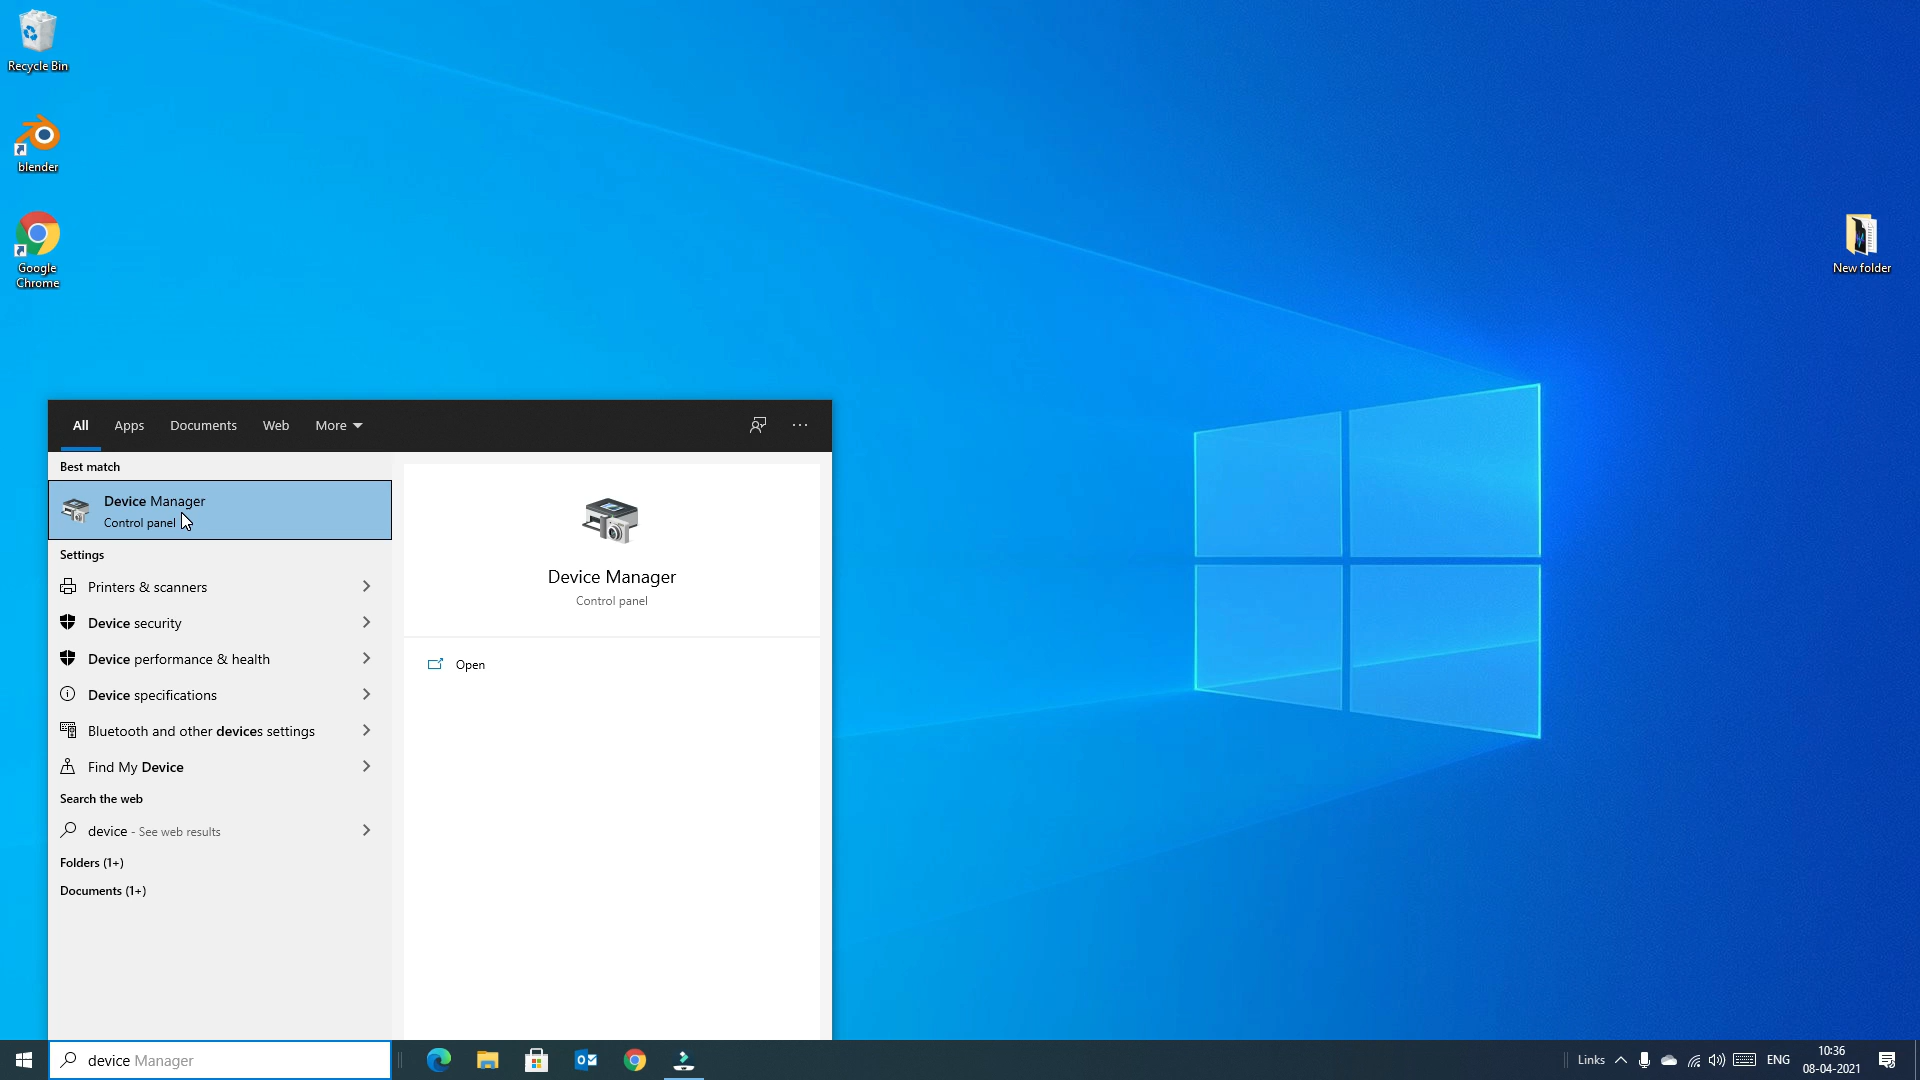 Recycle Bin
blender
Google
Chrome
New folder
All
Apps
Documents
Web
More
Best match
Device Manager
Control panel
Settings
Printers & scanners
Device security
Device performance & health
Device specifications
Bluetooth and other devices settings
Find My Device
Search the web
device - See web results
Folders (1+)
Documents (1+)
Device Manager
Control panel
Open
device Manager
Links
ENG
10:36
08-04-2021